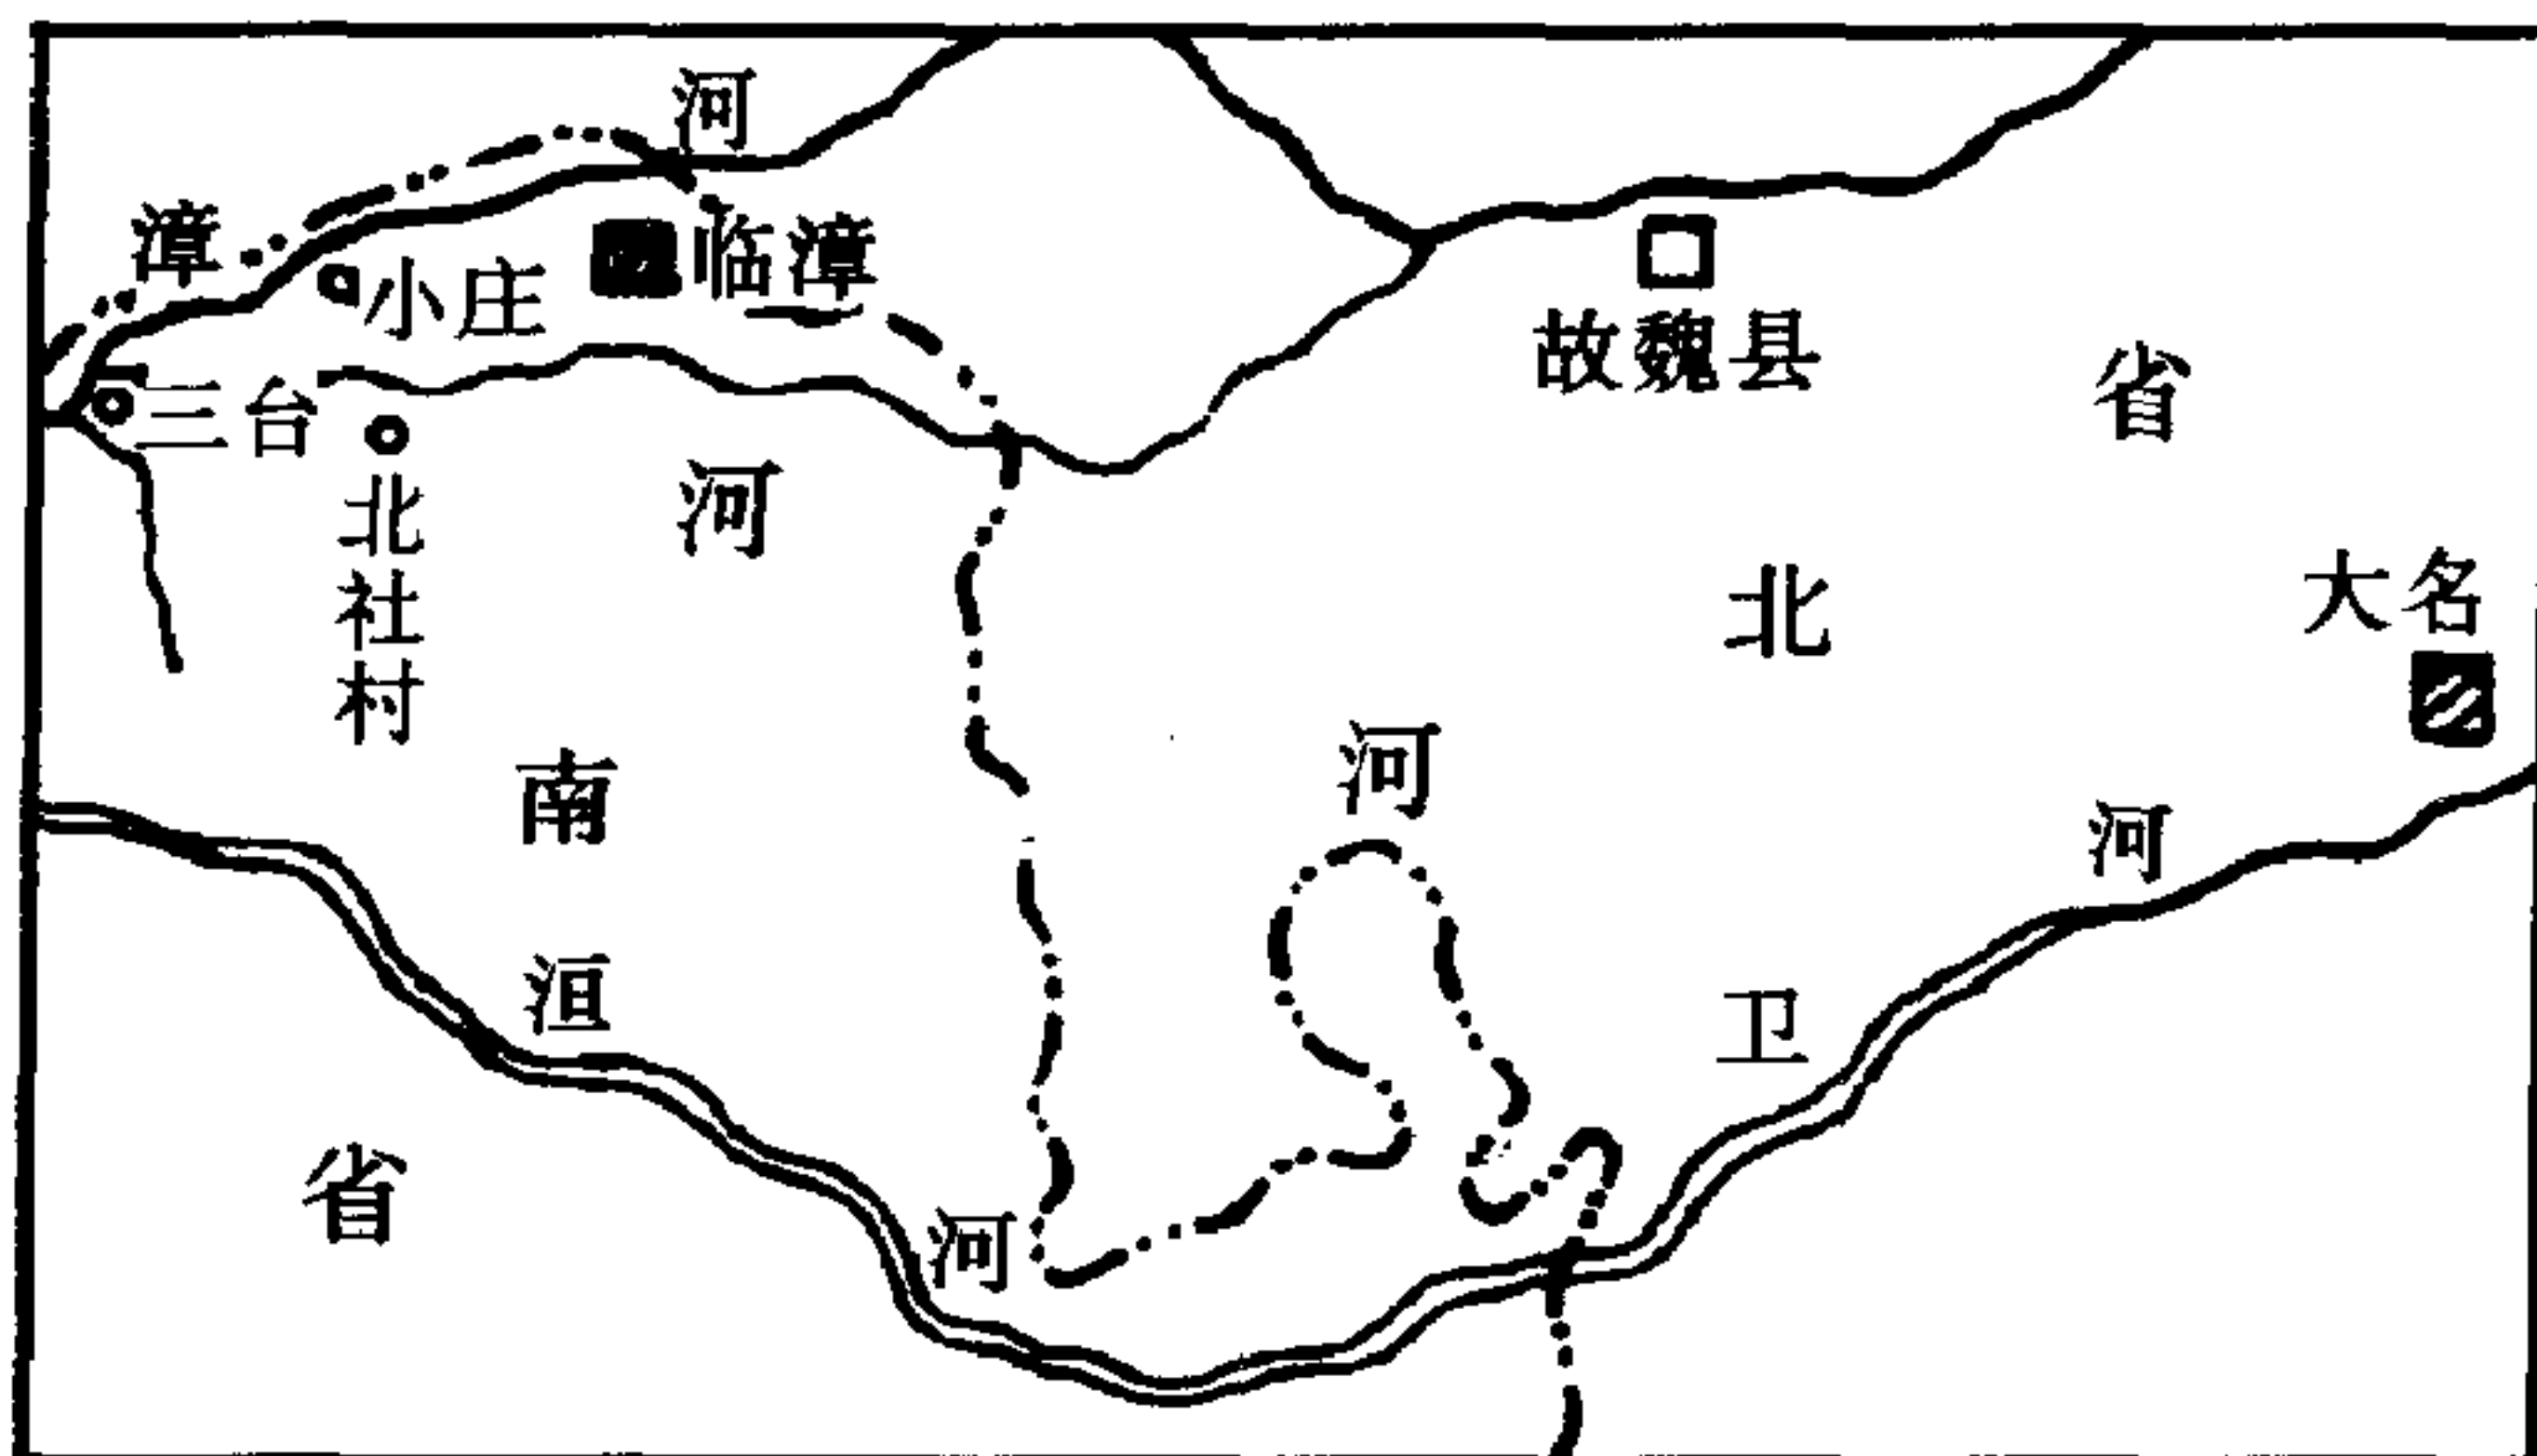 漳河
小庄
临漳
三台
北社村
故魏县
大名
河南省
河北省
洹河
卫河